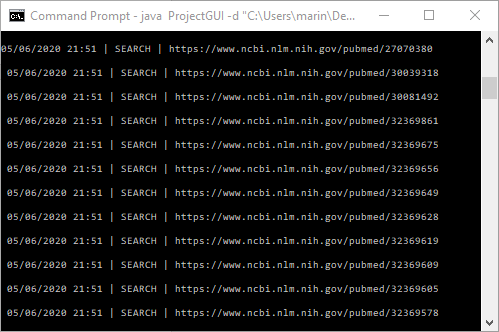 Command Prompt - java ProjectGUI -d "C:\Users\marin\De...
05/06/2020 21:51 | SEARCH | https://www.ncbi.nlm.nih.gov/pubmed/27070380
05/06/2020 21:51 | SEARCH | https://www.ncbi.nlm.nih.gov/pubmed/30039318
05/06/2020 21:51 | SEARCH | https://www.ncbi.nlm.nih.gov/pubmed/30081492
05/06/2020 21:51 | SEARCH | https://www.ncbi.nlm.nih.gov/pubmed/32369861
05/06/2020 21:51 | SEARCH | https://www.ncbi.nlm.nih.gov/pubmed/32369675
05/06/2020 21:51 | SEARCH | https://www.ncbi.nlm.nih.gov/pubmed/32369656
05/06/2020 21:51 | SEARCH | https://www.ncbi.nlm.nih.gov/pubmed/32369649
05/06/2020 21:51 | SEARCH | https://www.ncbi.nlm.nih.gov/pubmed/32369628
05/06/2020 21:51 | SEARCH | https://www.ncbi.nlm.nih.gov/pubmed/32369619
05/06/2020 21:51 | SEARCH | https://www.ncbi.nlm.nih.gov/pubmed/32369609
05/06/2020 21:51 | SEARCH | https://www.ncbi.nlm.nih.gov/pubmed/32369605
05/06/2020 21:51 | SEARCH | https://www.ncbi.nlm.nih.gov/pubmed/32369578